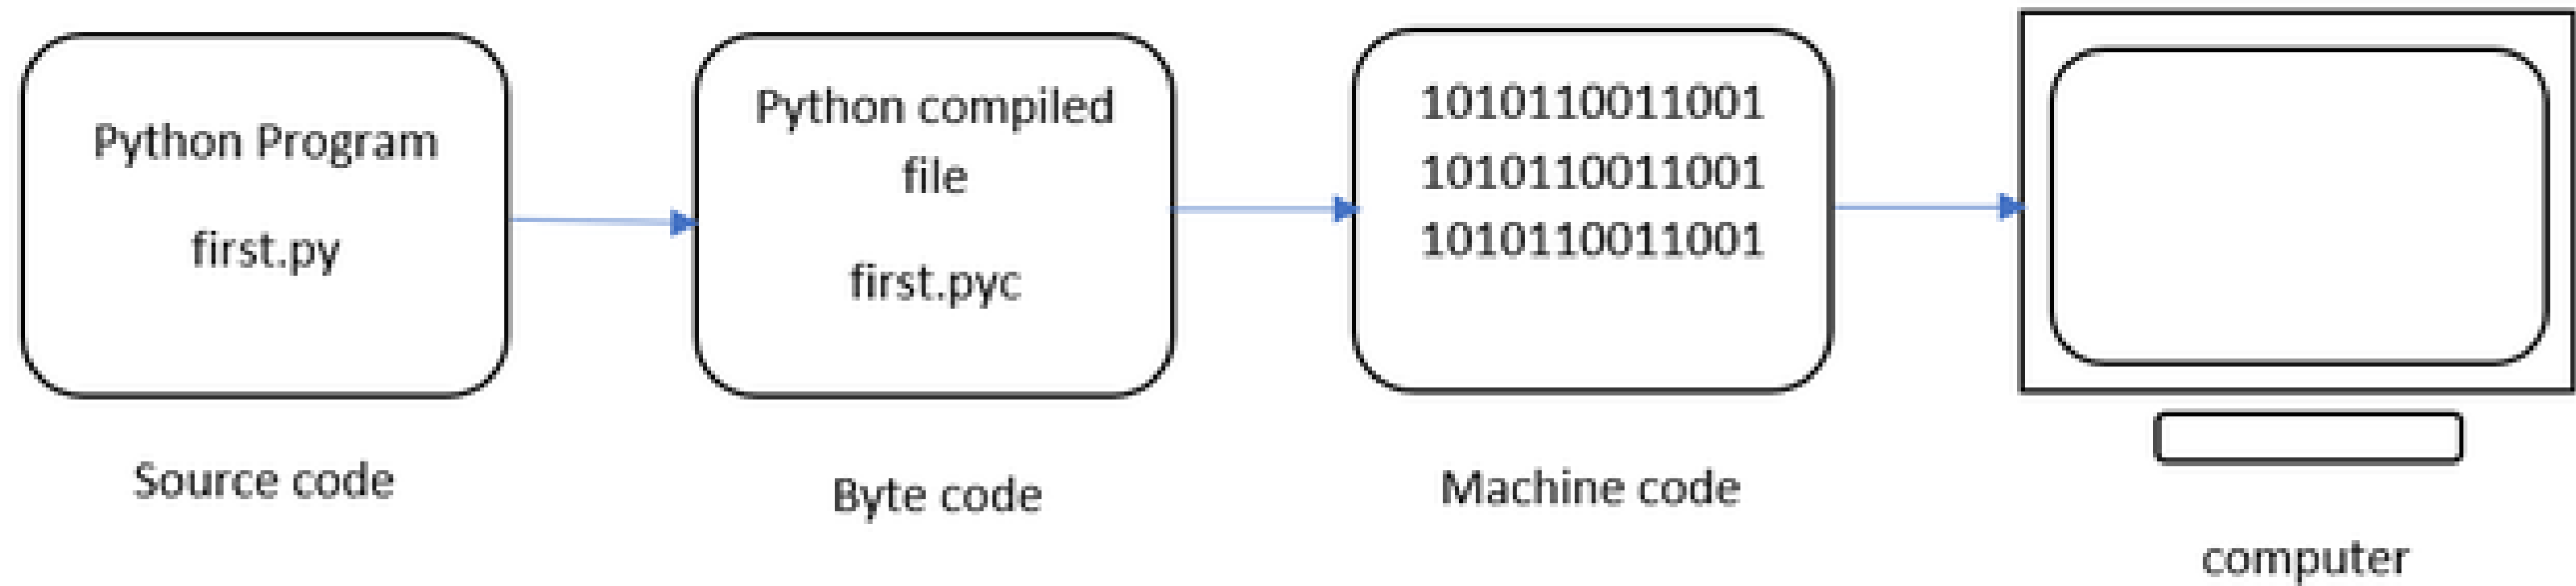 Python Program
first.py
Source code
Python compiled
file
first.pyc
Byte code
1010110011001
1010110011001
1010110011001
Machine code
computer